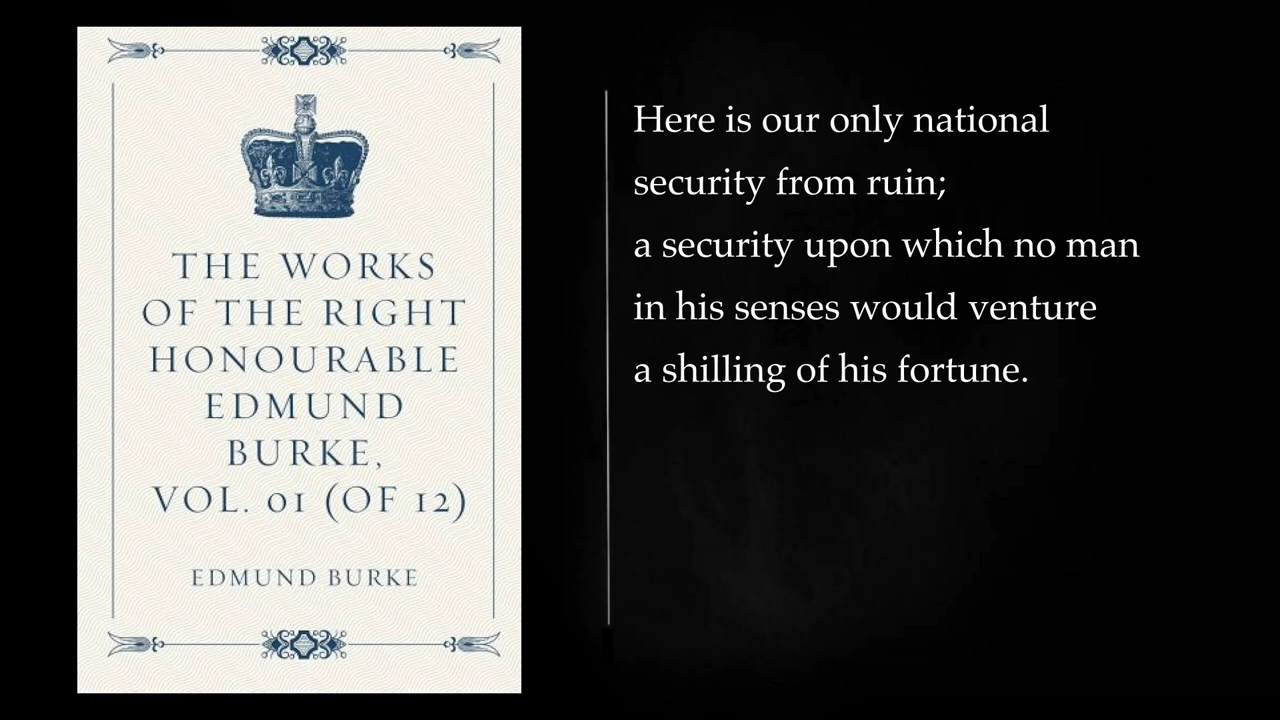 THE WORKS
OF THE RIGHT
HONOURABLE
EDMUND
BURKE,
VOL. 01 (OF 12)
EDMUND BURKE
Here is our only national
security from ruin;
a security upon which no man
in his senses would venture
a shilling of his fortune.